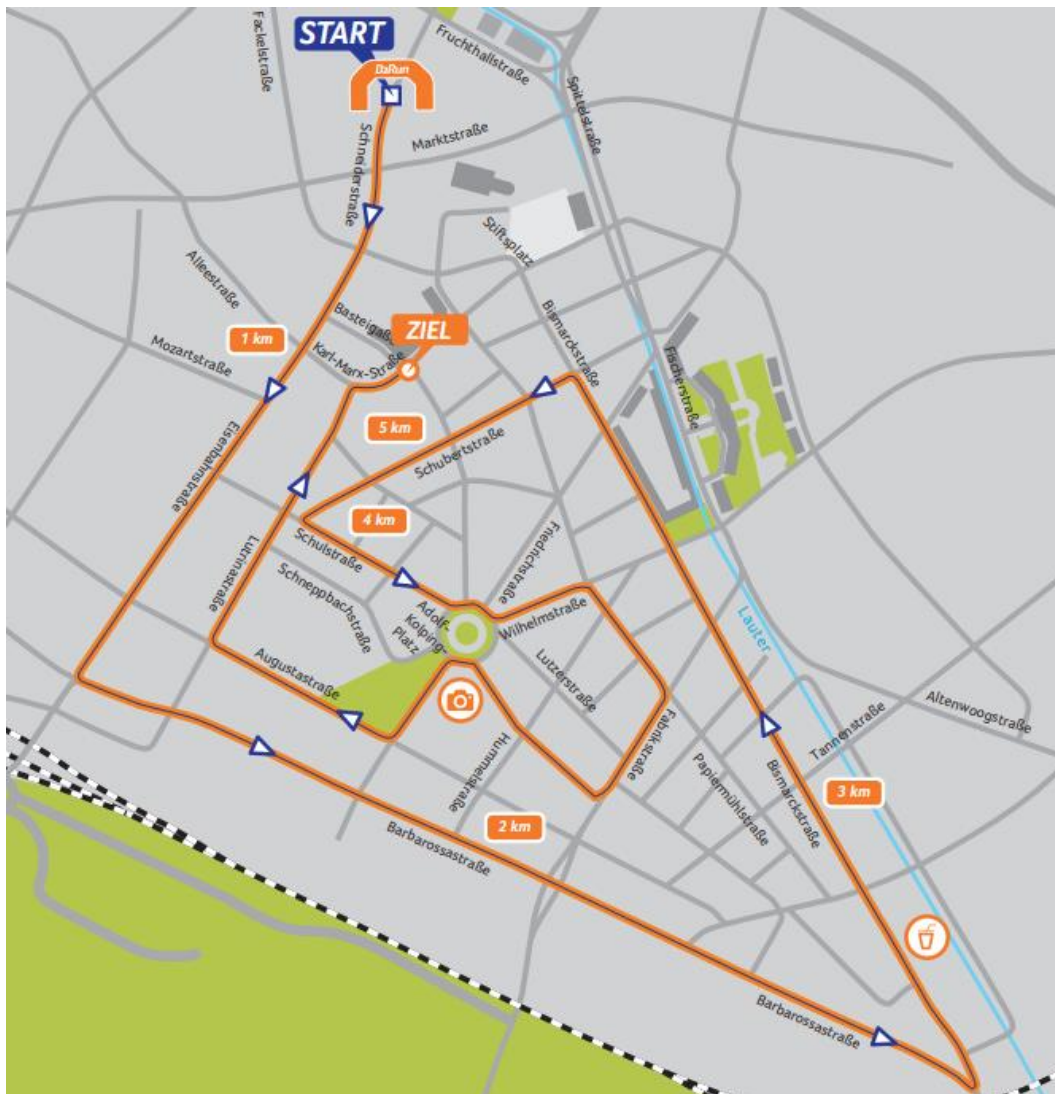 START
DaRun
Fackelstraße
Fruchthallstraße
Spittelstraße
Schneiderstraße
Marktstraße
Stiftsplatz
Alleestraße
Mozartstraße
1 km
Basteigaß
ZIEL
Karl-Marx-Straße
Bismarckstraße
Fischerstraße
5 km
Schubertstraße
Eisenbahnstraße
4 km
Schulstraße
Friedrichstraße
Lutrinastraße
Schneppbachstraße
Adolf-
Kolping-
Platz
Wilhelmstraße
Lauter
Augustastraße
Lutzerstraße
Altenwoogstraße
Tannenstraße
Fabrikstraße
Hummelstraße
Papiermühlstraße
Bismarckstraße
3 km
2 km
Barbarossastraße
Barbarossastraße